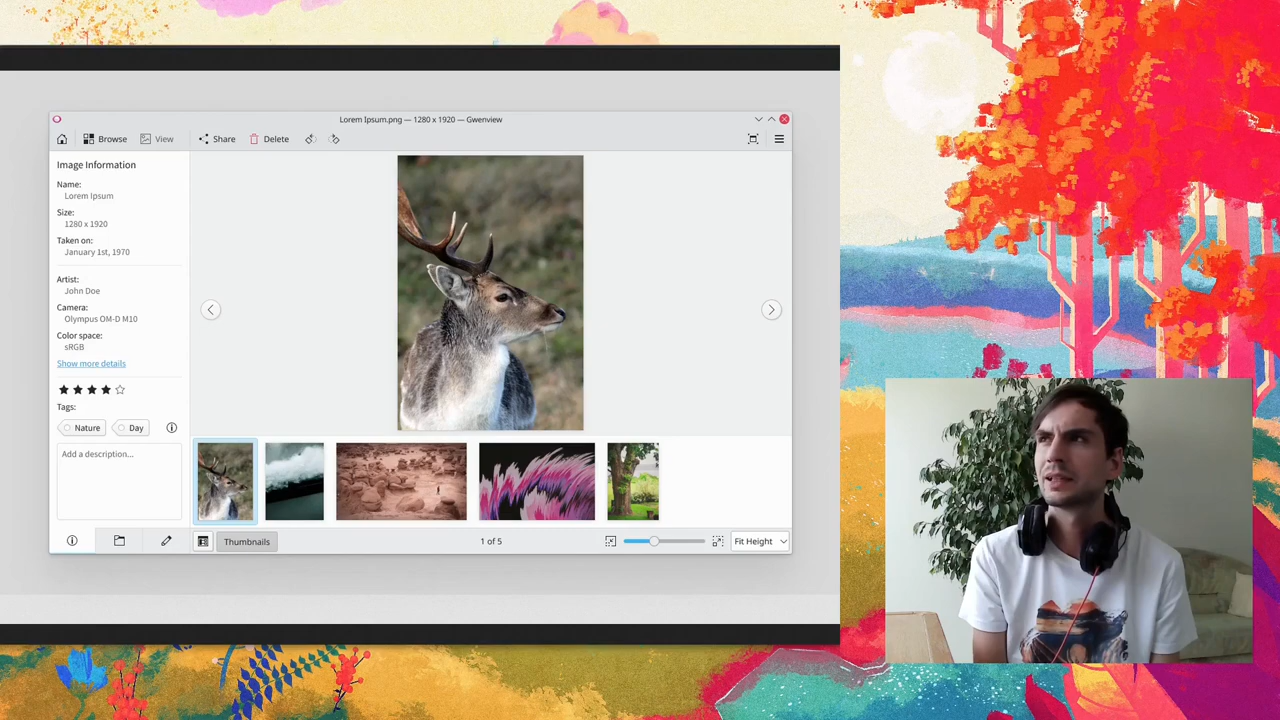 Lorem Ipsum.png — 1280 x 1920 — Gwenview
Browse View Share Delete
Image Information
Name:
Lorem Ipsum
Size:
1280 x 1920
Taken on:
January 1st, 1970
Artist:
John Doe
Camera:
Olympus OM-D M10
Color space:
sRGB
Show more details
Tags:
Nature Day
Add a description...
Thumbnails 1 of 5 Fit Height